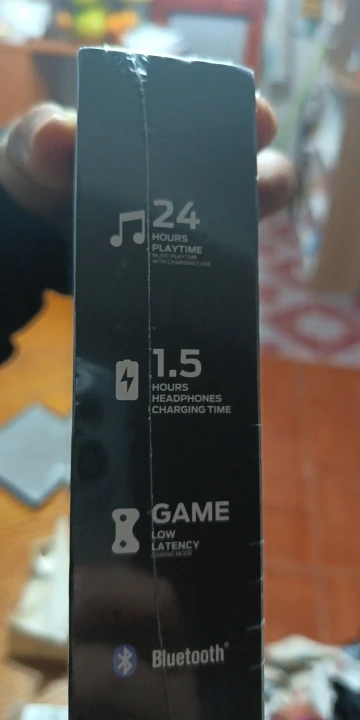 24
HOURS
PLAYTIME
MUSIC PLAYTIME
WITH CHARGING CASE
1.5
HOURS
HEADPHONES
CHARGING TIME
GAME
LOW
LATENCY
GAMING MODE
Bluetooth®